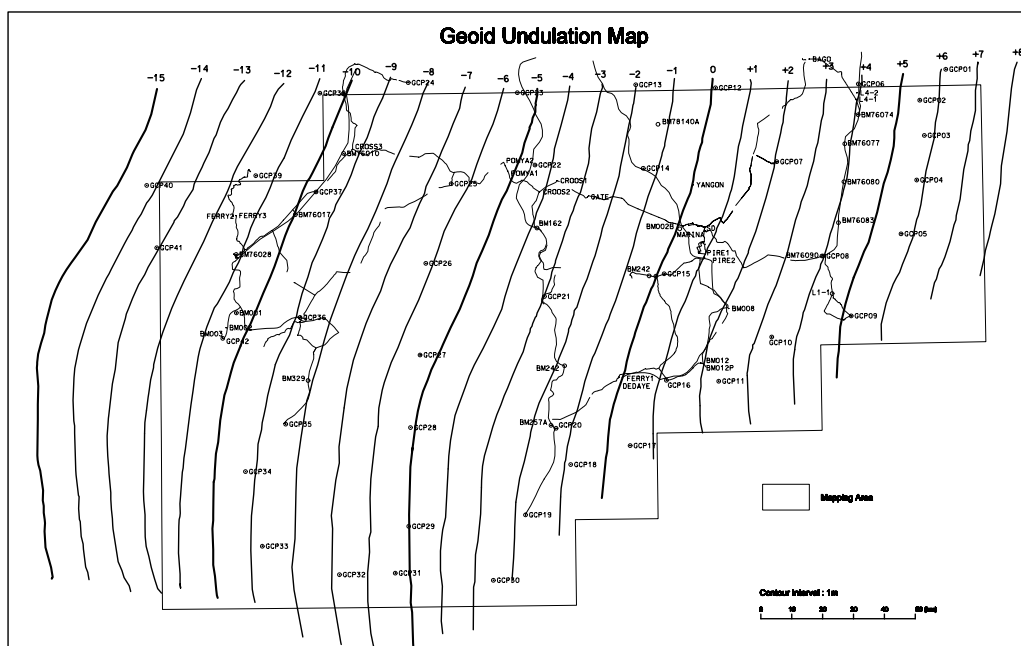 Geoid Undulation Map
-15
-14
-13
-12
-11
-10
-9
-8
-7
-6
-5
-4
-3
-2
-1
0
+1
+2
+3
+4
+5
+6
+7
+8
BAGO
GCP01
GCP24
GCP13
GCP12
GCP06
L4-2
L4-1
GCP02
BM76074
BM78140A
GCP03
CROSS3
BM76010
BM76077
POMYA2
GCP22
POMYA1
GCP14
GCP07
GCP39
GCP40
GCP25
CROOS1
CROOS2
GATE
YANGON
BM76080
GCP04
GCP37
FERRY2
FERRY3
BM76017
BM162
BM002B
MARINA
BM76083
GCP05
GCP41
BM76028
PIRE1
PIRE2
BM76090
GCP08
GCP26
BM242
GCP15
GCP21
L1-1
BM008
BM001
GCP36
GCP09
BM002
BM003
GCP42
GCP10
GCP27
BM242
BM012
BM012P
BM329
FERRY1
DEDAYE
GCP16
GCP11
GCP35
GCP28
BM257A
GCP20
GCP17
GCP34
GCP18
Mapping Area
GCP19
GCP29
GCP33
GCP32
GCP31
GCP30
Contour Interval : 1m
0 10 20 30 40 50 (km)